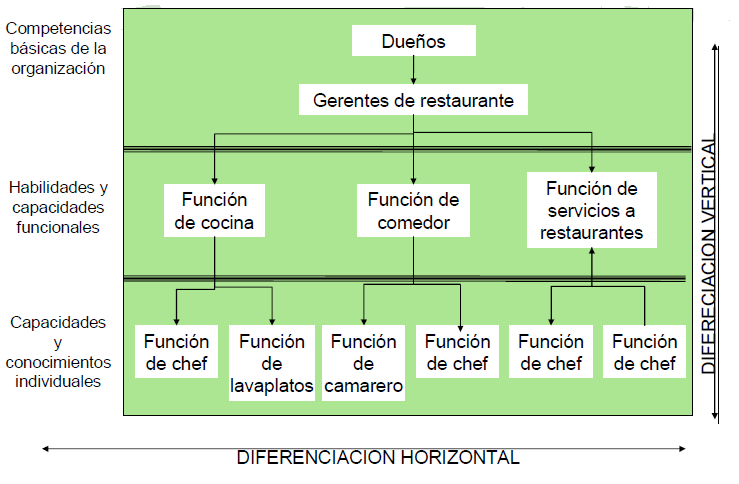 Competencias
básicas de la
organización
Dueños
Gerentes de restaurante
Habilidades y
capacidades
funcionales
Función
de cocina
Función de
comedor
Función de
servicios a
restaurantes
Capacidades
y
conocimientos
individuales
Función
de chef
Función
de
lavaplatos
Función
de
camarero
Función
de chef
Función
de chef
Función
de chef
DIFERECIACION VERTICAL
DIFERENCIACION HORIZONTAL